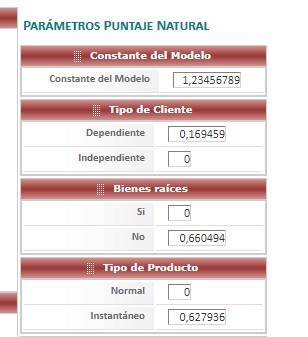 PARÁMETROS PUNTAJE NATURAL
Constante del Modelo
Constante del Modelo 1,23456789
Tipo de Cliente
Dependiente 0,169459
Independiente 0
Bienes raíces
Si 0
No 0,660494
Tipo de Producto
Normal 0
Instantáneo 0,627936